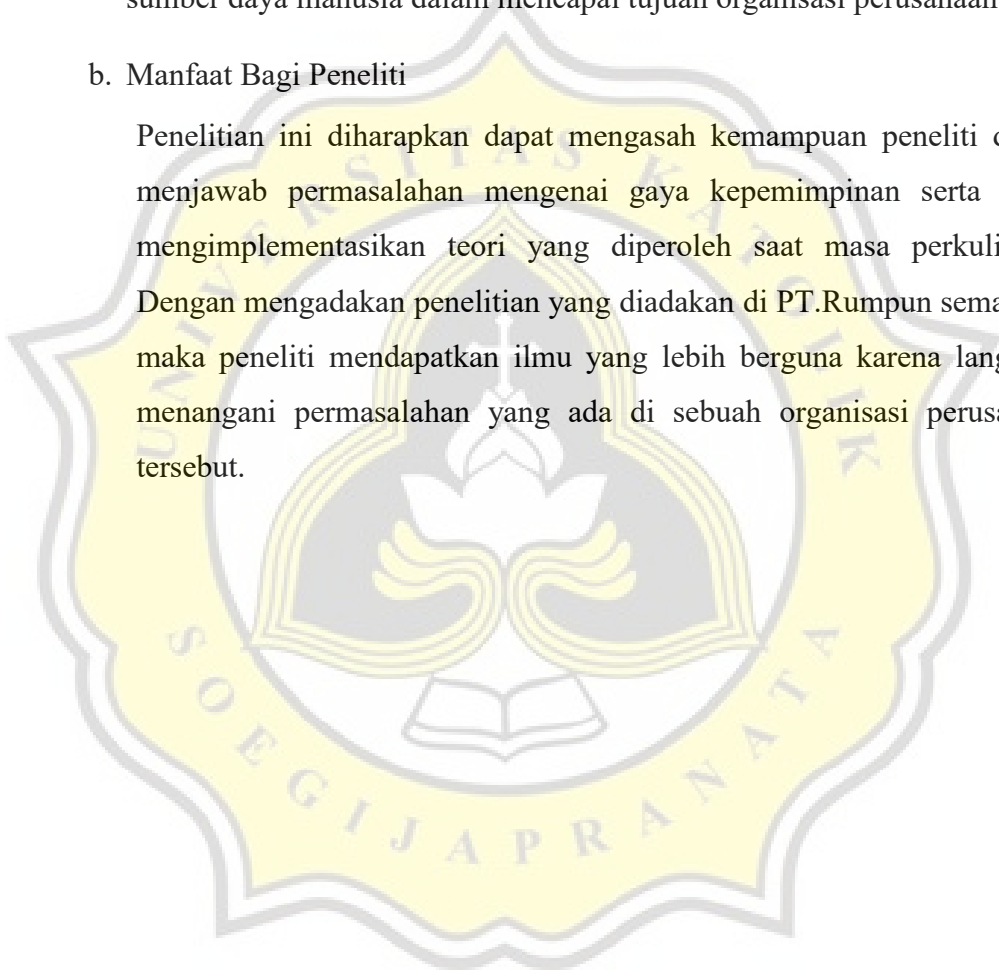 sumber daya manusia dalam mencapai tujuan organisasi perusahaan
b. Manfaat Bagi Peneliti
Penelitian ini diharapkan dapat mengasah kemampuan peneliti
menjawab permasalahan mengenai gaya kepemimpinan serta
mengimplementasikan teori yang diperoleh saat masa
Dengan mengadakan penelitian yang diadakan di PT.Rumpun
maka peneliti mendapatkan ilmu yang lebih berguna karena
menangani permasalahan yang ada di sebuah organisasi
tersebut.
UNIVERSITAS KATOLIK
SOEGIJAPRANATA